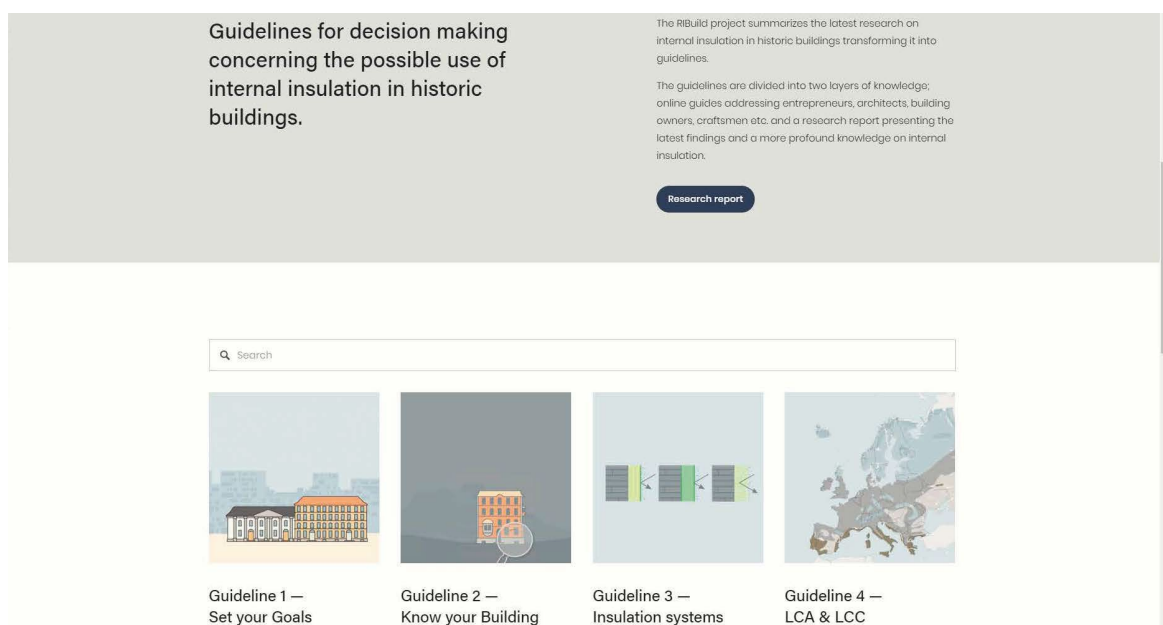 Guidelines for decision making
concerning the possible use of
internal insulation in historic
buildings.
The RIBuild project summarizes the latest research on
internal insulation in historic buildings transforming it into
guidelines.
The guidelines are divided into two layers of knowledge;
online guides addressing entrepreneurs, architects, building
owners, craftsmen etc. and a research report presenting the
latest findings and a more profound knowledge on internal
insulation.
Research report
Search
Guideline 1 —
Set your Goals
Guideline 2 —
Know your Building
Guideline 3 —
Insulation systems
Guideline 4 —
LCA & LCC